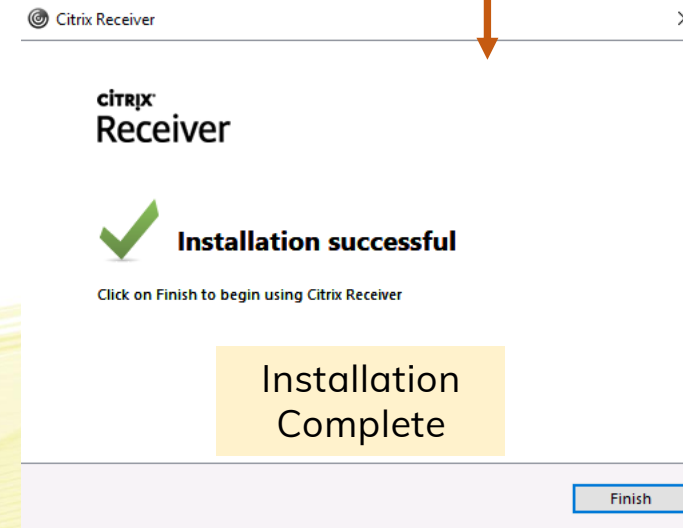 Citrix Receiver
CITRIX
Receiver
Installation successful
Click on Finish to begin using Citrix Receiver
Installation
Complete
Finish